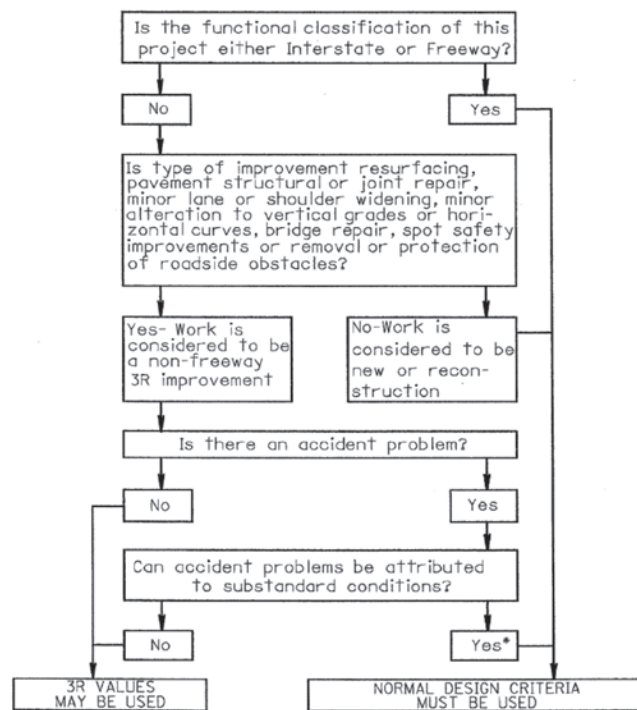 Is the functional classification of this
project either Interstate or Freeway?
No
Yes
Is type of improvement resurfacing,
pavement structural or joint repair,
minor lane or shoulder widening, minor
alteration to vertical grades or hori-
zontal curves, bridge repair, spot safety
improvements or removal or protection
of roadside obstacles?
Yes- Work is
considered to be
a non-freeway
3R improvement
No-Work is
considered to be
new or recon-
struction
Is there an accident problem?
No
Yes
Can accident problems be attributed
to substandard conditions?
No
Yes*
3R VALUES
MAY BE USED
NORMAL DESIGN CRITERIA
MUST BE USED